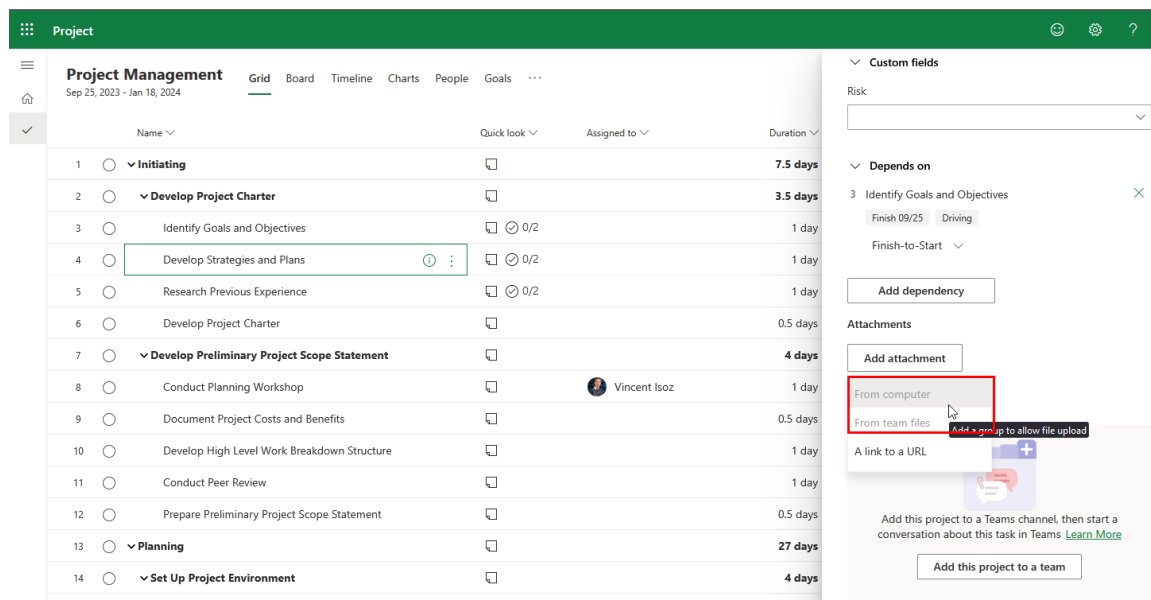 Project
Project Management
Sep 25, 2023 - Jan 18, 2024
Grid Board Timeline Charts People Goals ···
Name Quick look Assigned to Duration
1 Initiating 7.5 days
2 Develop Project Charter 3.5 days
3 Identify Goals and Objectives 0/2 1 day
4 Develop Strategies and Plans 0/2 1 day
5 Research Previous Experience 0/2 1 day
6 Develop Project Charter 0.5 days
7 Develop Preliminary Project Scope Statement 4 days
8 Conduct Planning Workshop Vincent Isoz 1 day
9 Document Project Costs and Benefits 0.5 days
10 Develop High Level Work Breakdown Structure 1 day
11 Conduct Peer Review 1 day
12 Prepare Preliminary Project Scope Statement 0.5 days
13 Planning 27 days
14 Set Up Project Environment 4 days
Custom fields
Risk
Depends on
3 Identify Goals and Objectives
Finish 09/25 Driving
Finish-to-Start
Add dependency
Attachments
Add attachment
From computer
From team files
Add a group to allow file upload
A link to a URL
Add this project to a Teams channel, then start a
conversation about this task in Teams Learn More
Add this project to a team